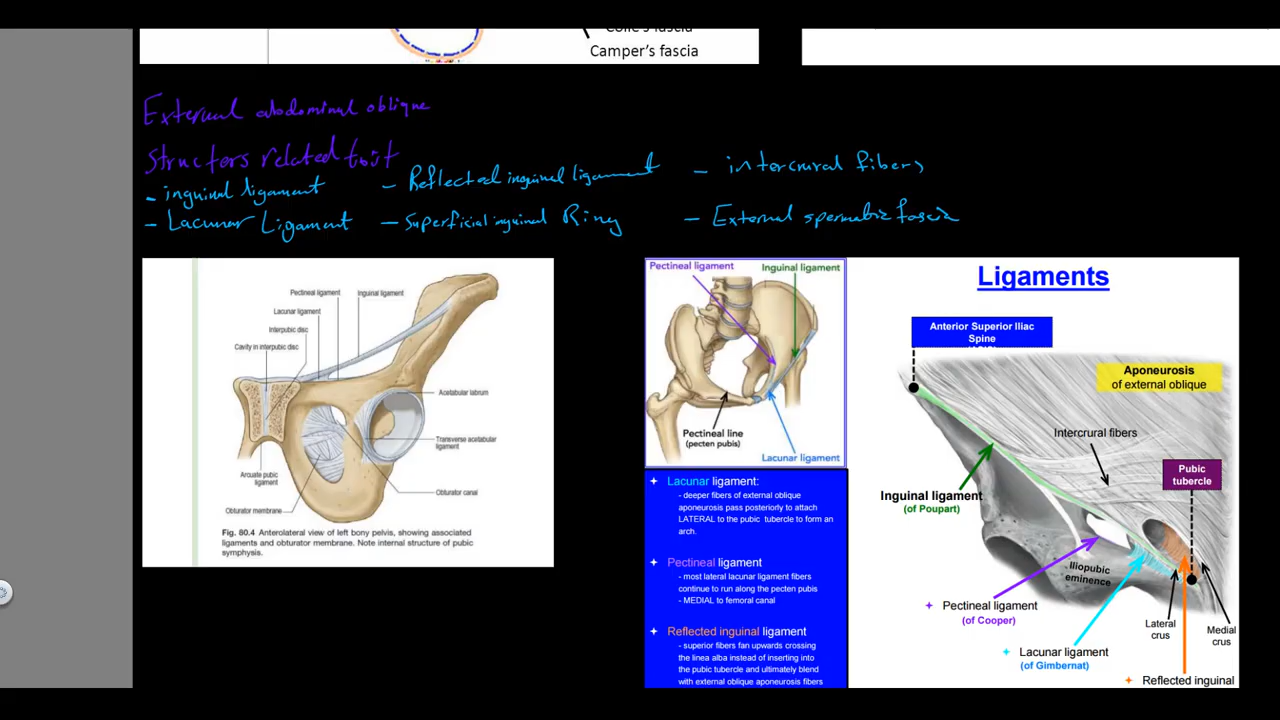 Colle's fascia
Camper's fascia
External abdominal oblique
Structors related to it
- inguinal ligament
- Reflected inguinal ligament
- intercrural fibers
- Lacunar Ligament
- Superficial inguinal Ring
- External spermatic fascia
Pectineal ligament
Inguinal ligament
Lacunar ligament
Interpubic disc
Cavity in interpubic disc
Acetabular labrum
Transverse acetabular
ligament
Arcuate pubic
ligament
Obturator canal
Obturator membrane
Fig. 80.4 Anterolateral view of left bony pelvis, showing associated
ligaments and obturator membrane. Note internal structure of pubic
symphysis.
Pectineal ligament
Inguinal ligament
Pectineal line
(pecten pubis)
Lacunar ligament
Lacunar ligament:
- deeper fibers of external oblique
aponeurosis pass posteriorly to attach
LATERAL to the pubic tubercle to form an
arch.
Pectineal ligament
- most lateral lacunar ligament fibers
continue to run along the pecten pubis
- MEDIAL to femoral canal
Reflected inguinal ligament
- superior fibers fan upwards crossing
the linea alba instead of inserting into
the pubic tubercle and ultimately blend
with external oblique aponeurosis fibers
Ligaments
Anterior Superior Iliac
Spine
Aponeurosis
of external oblique
Intercrural fibers
Pubic
tubercle
Inguinal ligament
(of Poupart)
Iliopubic
eminence
Pectineal ligament
(of Cooper)
Lateral
crus
Medial
crus
Lacunar ligament
(of Gimbernat)
Reflected inguinal